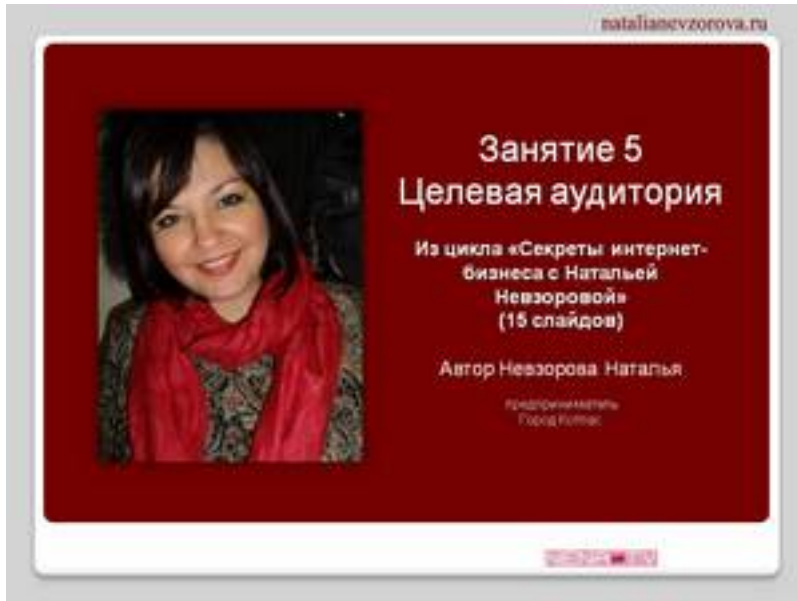 natalianevzorova.ru
Занятие 5
Целевая аудитория
Из цикла «Секреты интернет-
бизнеса с Натальей
Невзоровой»
(15 слайдов)
Автор Невзорова Наталья
предприниматель
Город Котлас